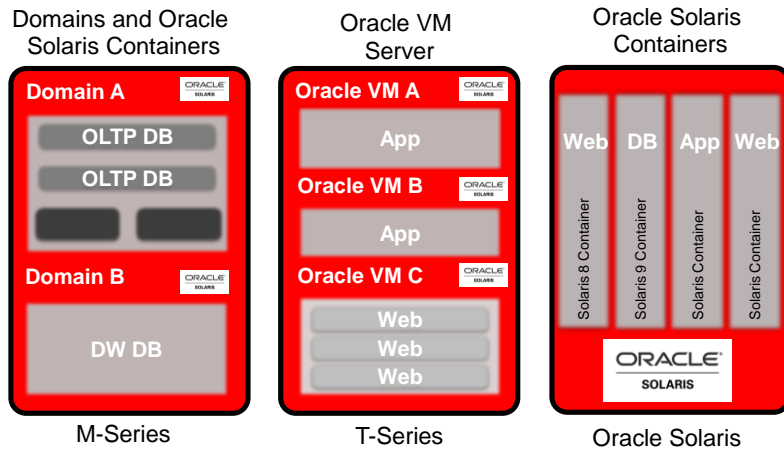 Domains and Oracle
Solaris Containers
Domain A
ORACLE
SOLARIS
OLTP DB
OLTP DB
Domain B
ORACLE
SOLARIS
DW DB
M-Series
Oracle VM
Server
Oracle VM A
ORACLE
SOLARIS
App
Oracle VM B
ORACLE
SOLARIS
App
Oracle VM C
ORACLE
SOLARIS
Web
Web
Web
T-Series
Oracle Solaris
Containers
Web
DB
App
Web
Solaris 8 Container
Solaris 9 Container
Solaris Container
Solaris Container
ORACLE
SOLARIS
Oracle Solaris